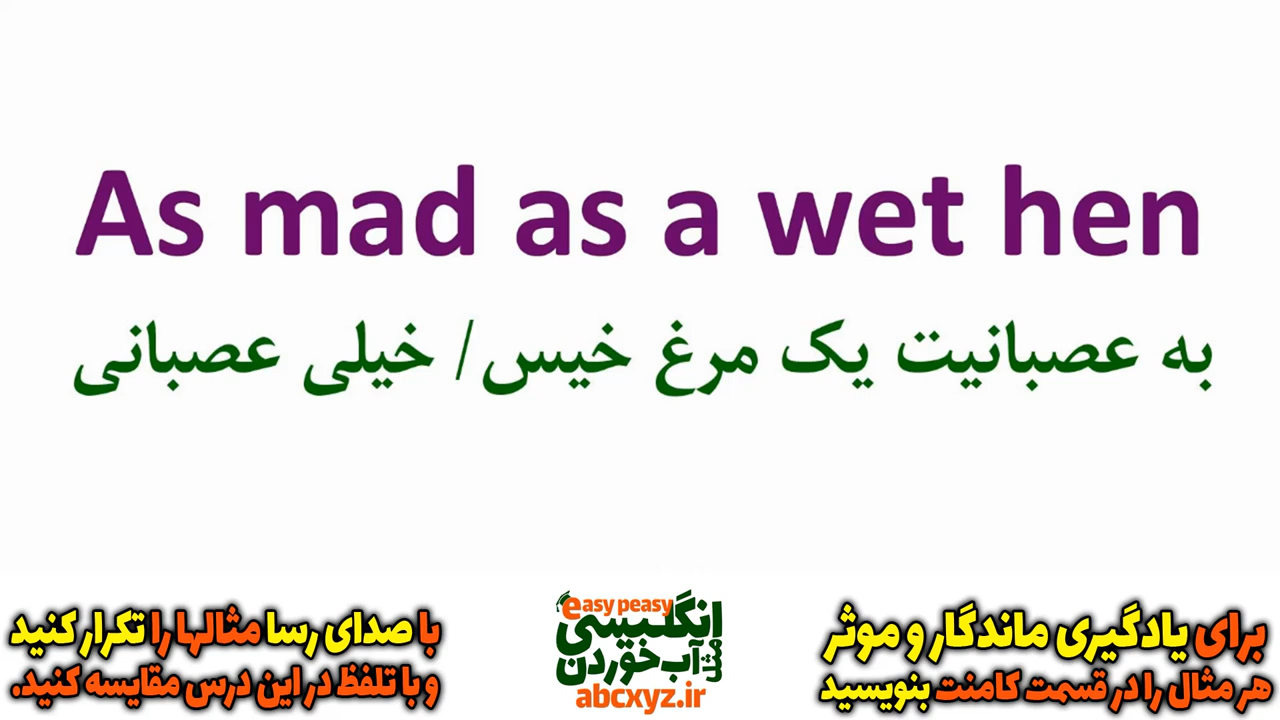 As mad as a wet hen
به عصبانیت یک مرغ خیس/ خیلی عصبانی
برای یادگیری ماندگار و موثر
هر مثال را در قسمت کامنت بنویسید
easy peasy
انگلیسی
مثل آب خوردن
abcxyz.ir
با صدای رسا مثالها را تکرار کنید
و با تلفظ در این درس مقایسه کنید.